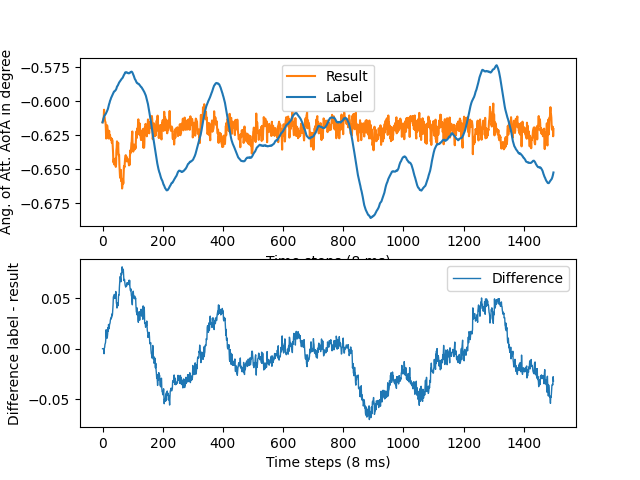 Ang. of Att. AofA in degree
−0.575
−0.600
−0.625
−0.650
−0.675
Result
Label
0 200 400 600 800 1000 1200 1400
Time steps (8 ms)
Difference label - result
0.05
0.00
−0.05
Difference
0 200 400 600 800 1000 1200 1400
Time steps (8 ms)